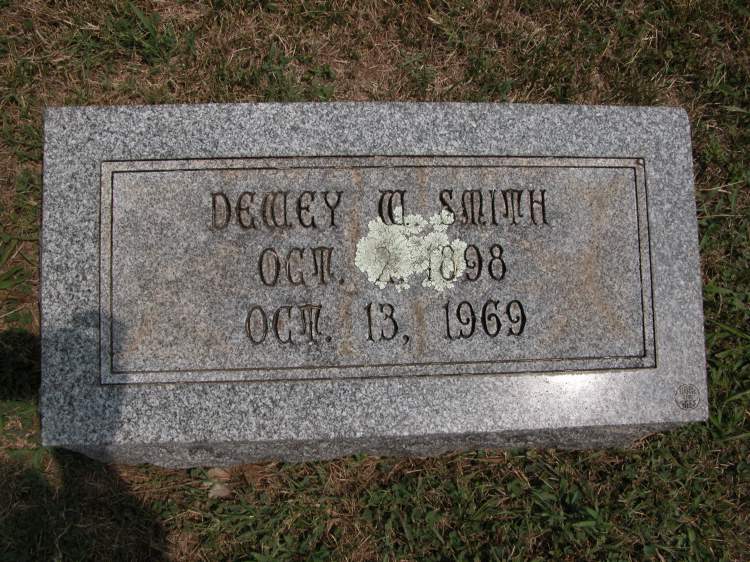 DEWEY W. SMITH
OCT. 1898
OCT. 13, 1969